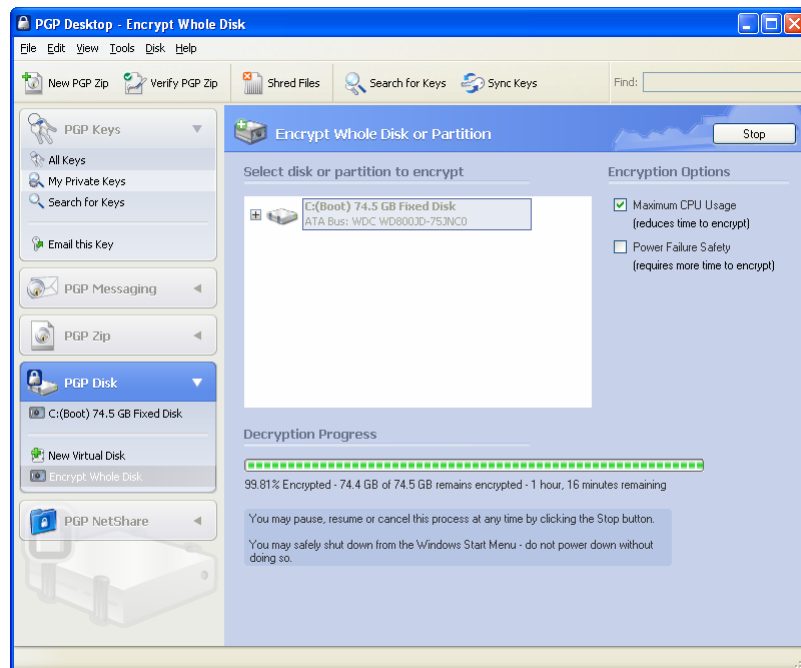 PGP Desktop - Encrypt Whole Disk
File Edit View Tools Disk Help
New PGP Zip Verify PGP Zip Shred Files Search for Keys Sync Keys Find:
PGP Keys
All Keys
My Private Keys
Search for Keys
Email this Key
PGP Messaging
PGP Zip
PGP Disk
C:(Boot) 74.5 GB Fixed Disk
New Virtual Disk
Encrypt Whole Disk
PGP NetShare
Encrypt Whole Disk or Partition
Stop
Select disk or partition to encrypt
C:(Boot) 74.5 GB Fixed Disk
ATA Bus: WDC WD800JD-75JNC0
Encryption Options
Maximum CPU Usage
(reduces time to encrypt)
Power Failure Safety
(requires more time to encrypt)
Decryption Progress
99.81% Encrypted - 74.4 GB of 74.5 GB remains encrypted - 1 hour, 16 minutes remaining
You may pause, resume or cancel this process at any time by clicking the Stop button.
You may safely shut down from the Windows Start Menu - do not power down without
doing so.